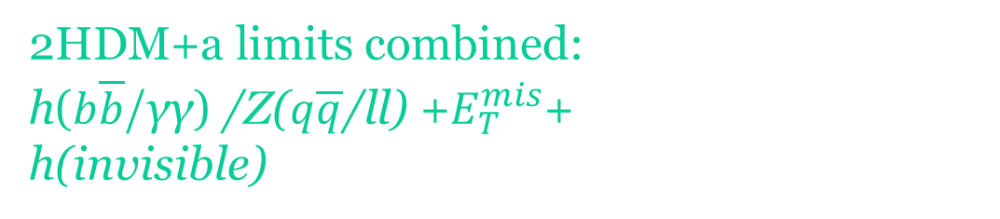 2HDM+a limits combined:
h(bb̅/γγ) /Z(qq̅/ll) +E_T^{mis}+
h(invisible)